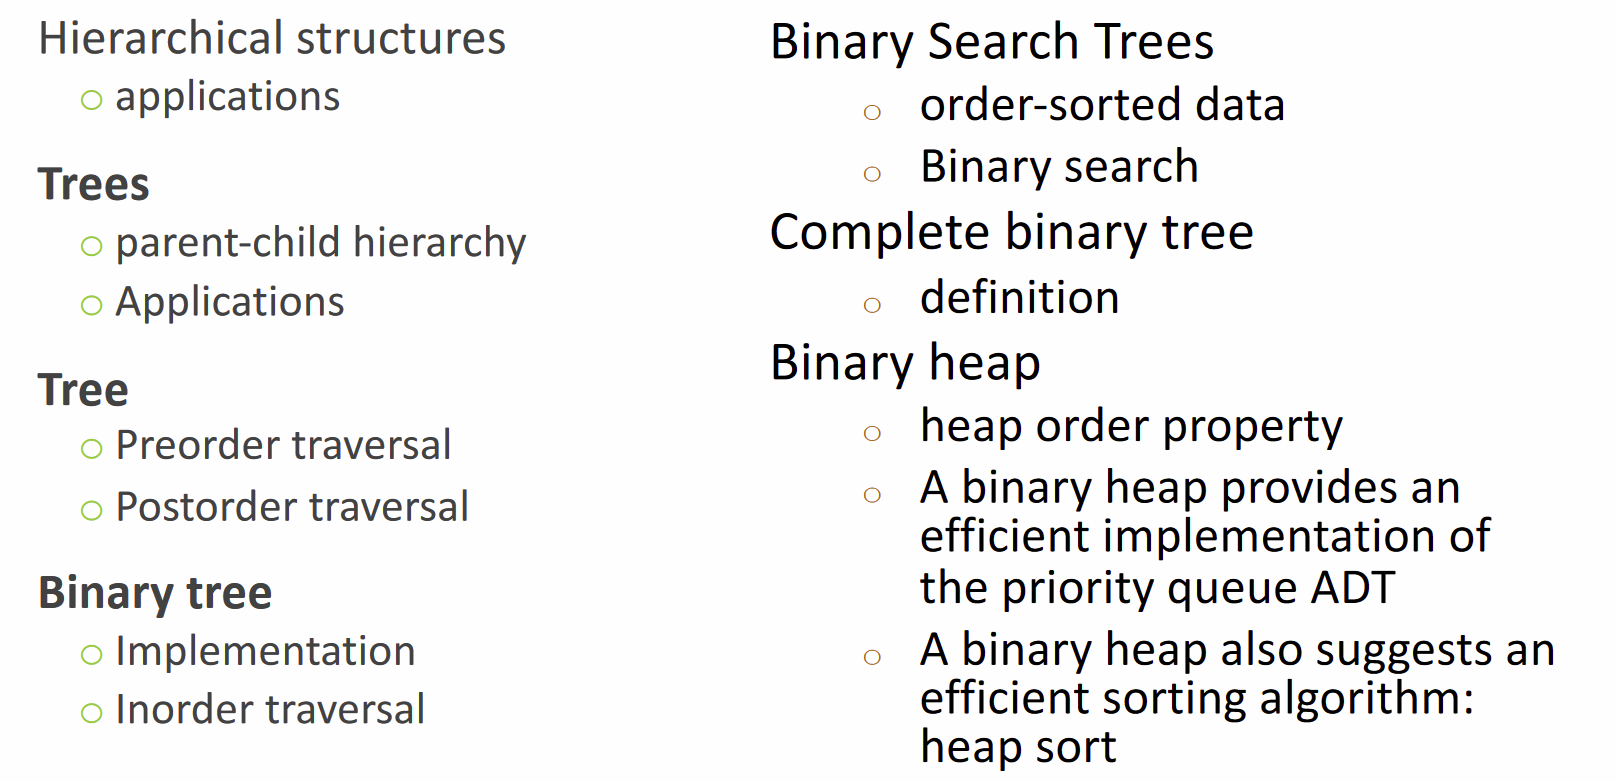 Hierarchical structures
○ applications
Trees
○ parent-child hierarchy
○ Applications
Tree
○ Preorder traversal
○ Postorder traversal
Binary tree
○ Implementation
○ Inorder traversal
Binary Search Trees
○ order-sorted data
○ Binary search
Complete binary tree
○ definition
Binary heap
○ heap order property
○ A binary heap provides an
efficient implementation of
the priority queue ADT
○ A binary heap also suggests an
efficient sorting algorithm:
heap sort